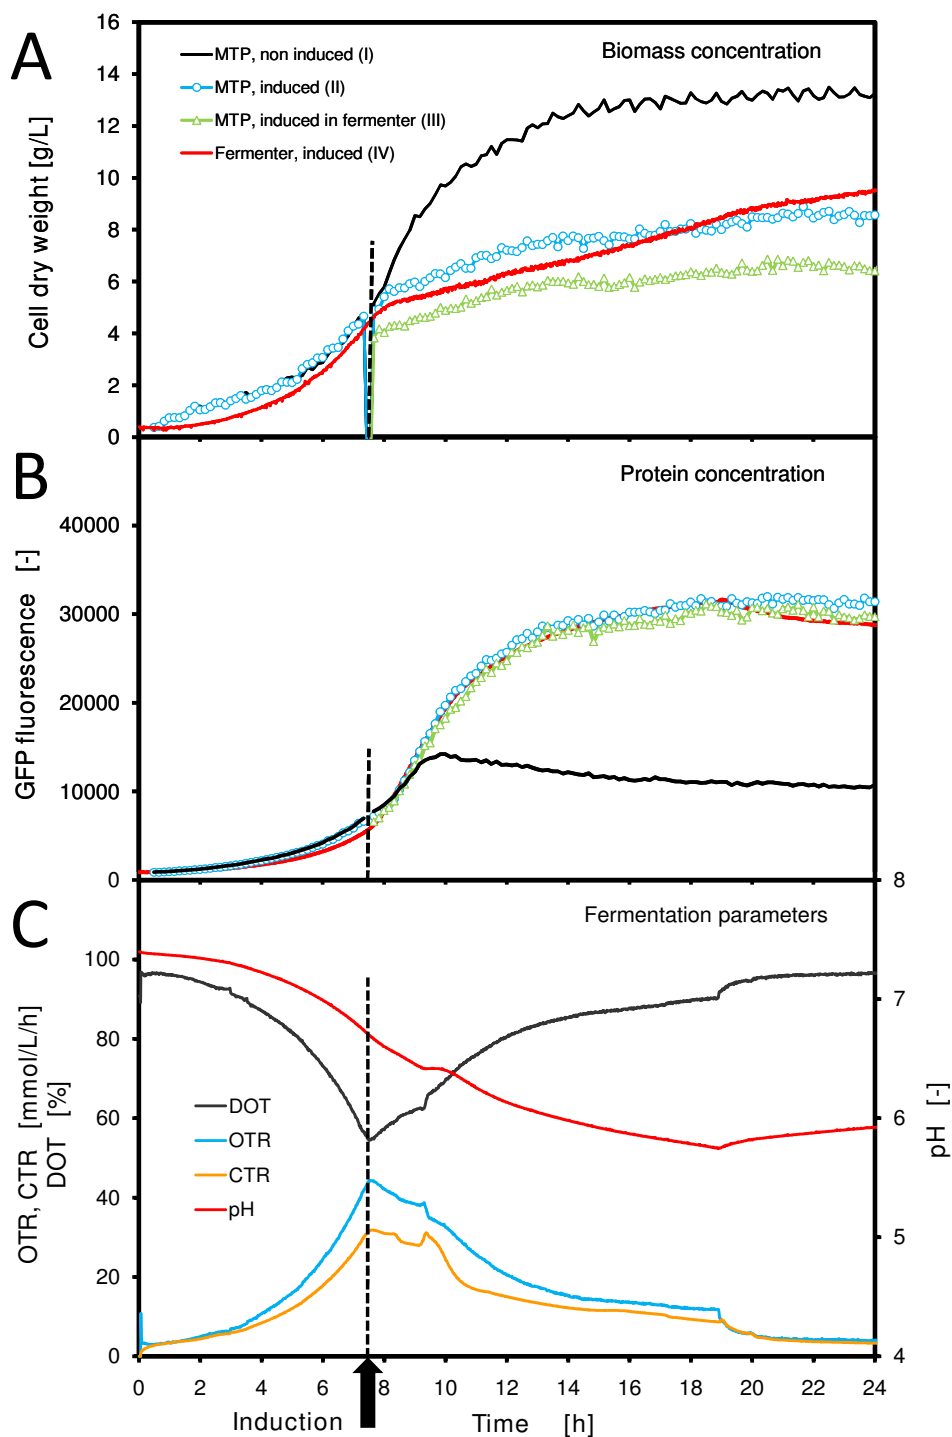 A
16
14
12
10
8
6
4
2
0
Cell dry weight [g/L]
MTP, non induced (I)
MTP, induced (II)
MTP, induced in fermenter (III)
Fermenter, induced (IV)
Biomass concentration
B
Protein concentration
40000
30000
20000
10000
0
GFP fluorescence [-]
C
Fermentation parameters
100
80
60
40
20
0
OTR, CTR [mmol/L/h]
DOT [%]
DOT
OTR
CTR
pH
8
7
6
5
4
pH [-]
0 2 4 6 8 10 12 14 16 18 20 22 24
Induction
Time [h]